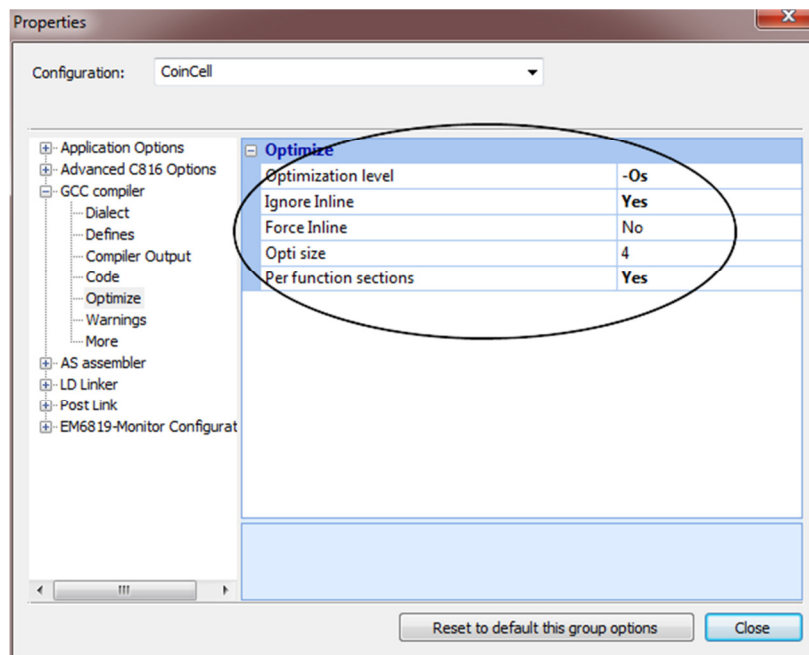 Properties
Configuration:
CoinCell
Application Options
Advanced C816 Options
GCC compiler
Dialect
Defines
Compiler Output
Code
Optimize
Warnings
More
AS assembler
LD Linker
Post Link
EM6819-Monitor Configurat
Optimize
Optimization level -Os
Ignore Inline Yes
Force Inline No
Opti size 4
Per function sections Yes
Reset to default this group options
Close